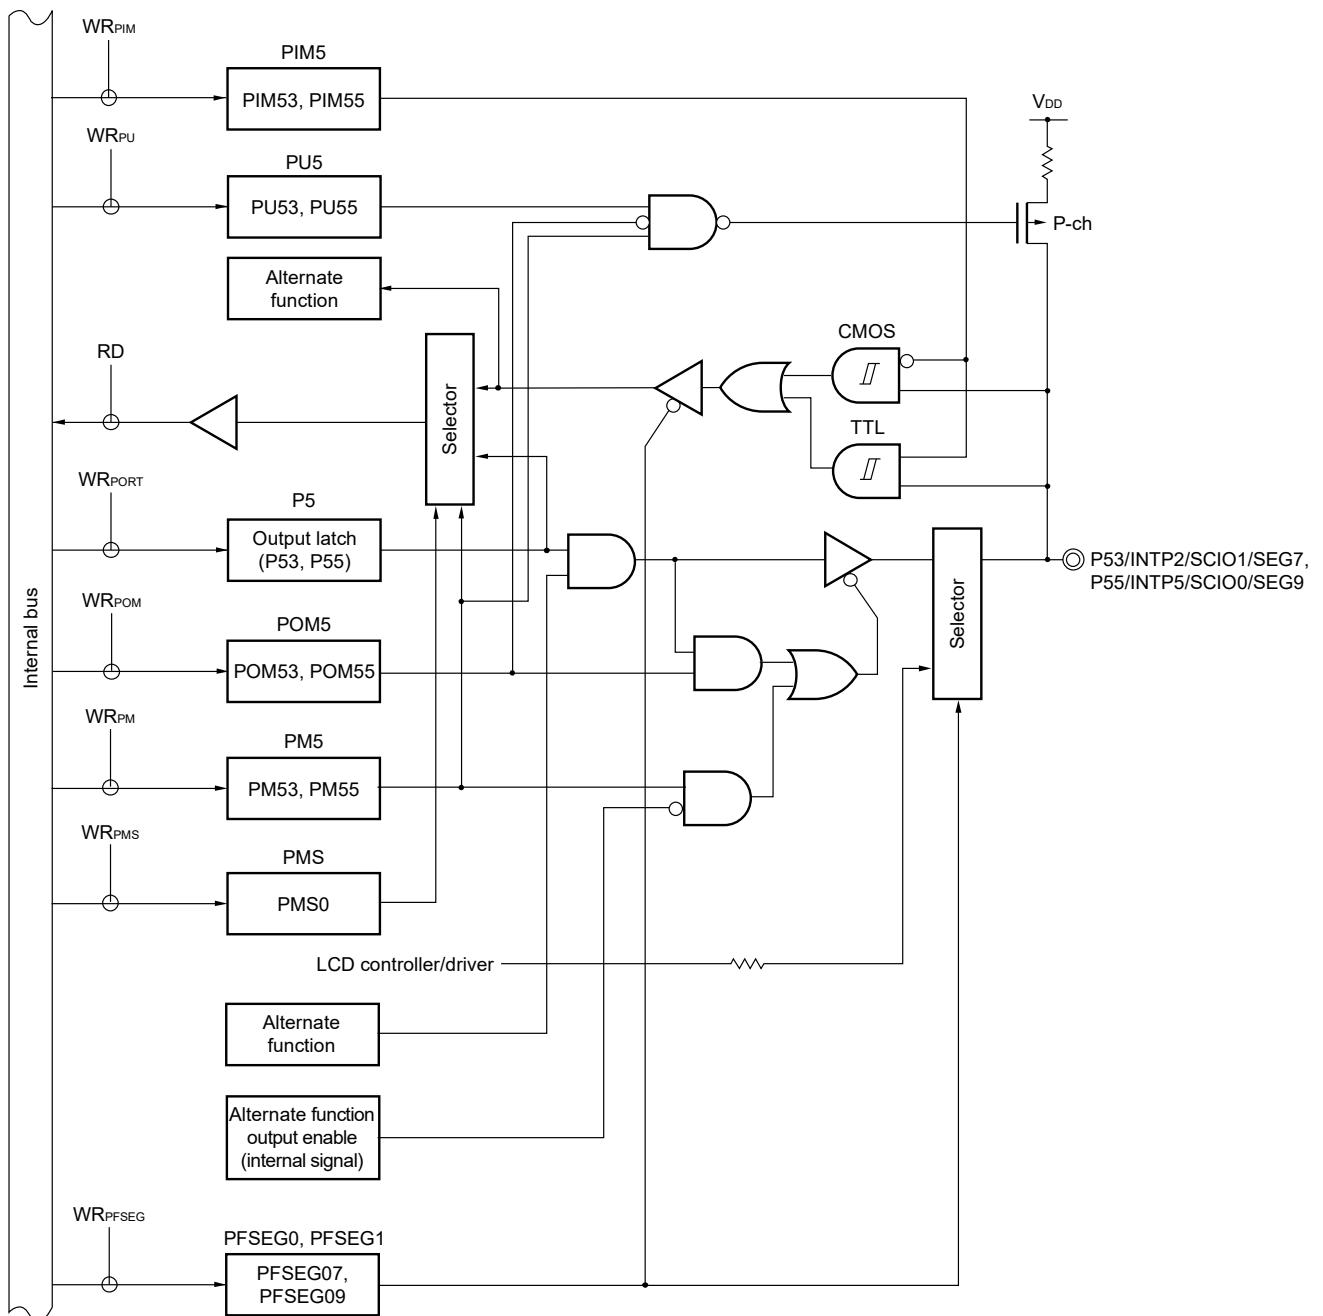 WRPIM
PIM5
PIM53, PIM55
VDD
WRPU
PU5
PU53, PU55
P-ch
Alternate
function
CMOS
RD
Selector
TTL
WRPORT
P5
Output latch
(P53, P55)
P53/INTP2/SCIO1/SEG7,
P55/INTP5/SCIO0/SEG9
Selector
Internal bus
WRPOM
POM5
POM53, POM55
WRPM
PM5
PM53, PM55
WRPMS
PMS
PMS0
LCD controller/driver
Alternate
function
Alternate function
output enable
(internal signal)
WRPFSEG
PFSEG0, PFSEG1
PFSEG07,
PFSEG09